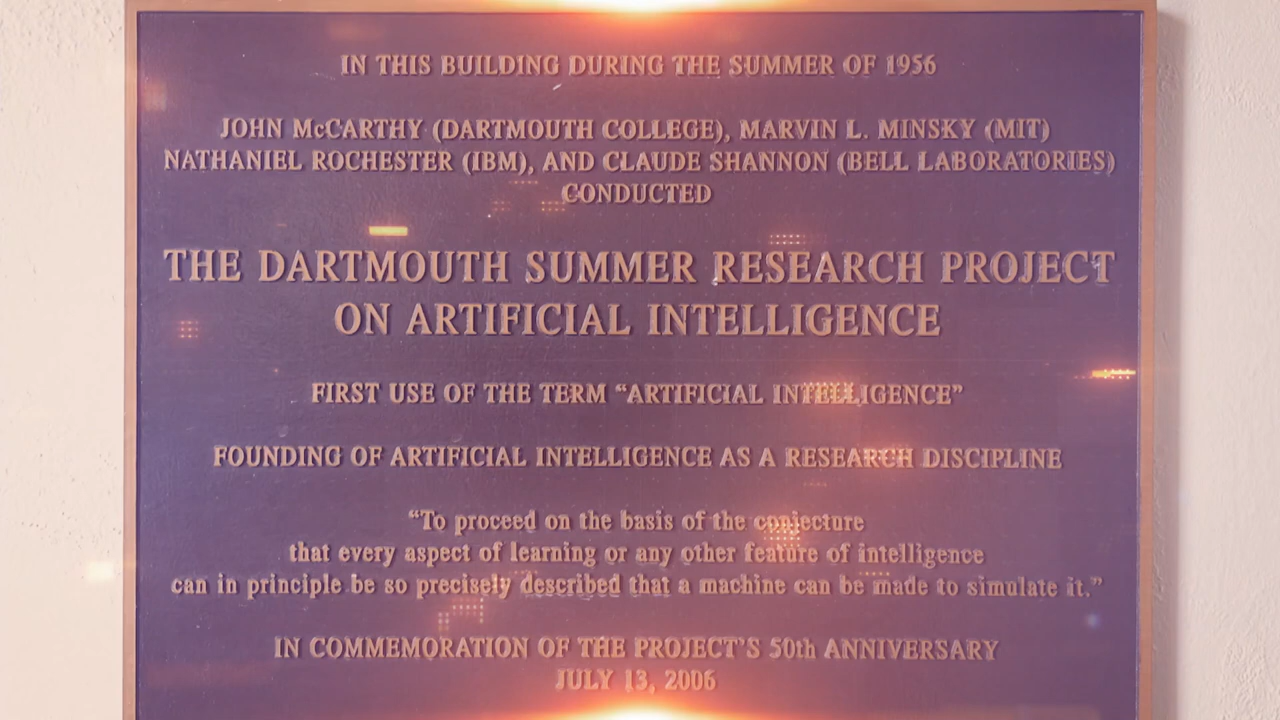 IN THIS BUILDING DURING THE SUMMER OF 1956
JOHN McCARTHY (DARTMOUTH COLLEGE), MARVIN L. MINSKY (MIT)
NATHANIEL ROCHESTER (IBM), AND CLAUDE SHANNON (BELL LABORATORIES)
CONDUCTED
THE DARTMOUTH SUMMER RESEARCH PROJECT
ON ARTIFICIAL INTELLIGENCE
FIRST USE OF THE TERM “ARTIFICIAL INTELLIGENCE”
FOUNDING OF ARTIFICIAL INTELLIGENCE AS A RESEARCH DISCIPLINE
“To proceed on the basis of the conjecture
that every aspect of learning or any other feature of intelligence
can in principle be so precisely described that a machine can be made to simulate it.”
IN COMMEMORATION OF THE PROJECT’S 50th ANNIVERSARY
JULY 13, 2006